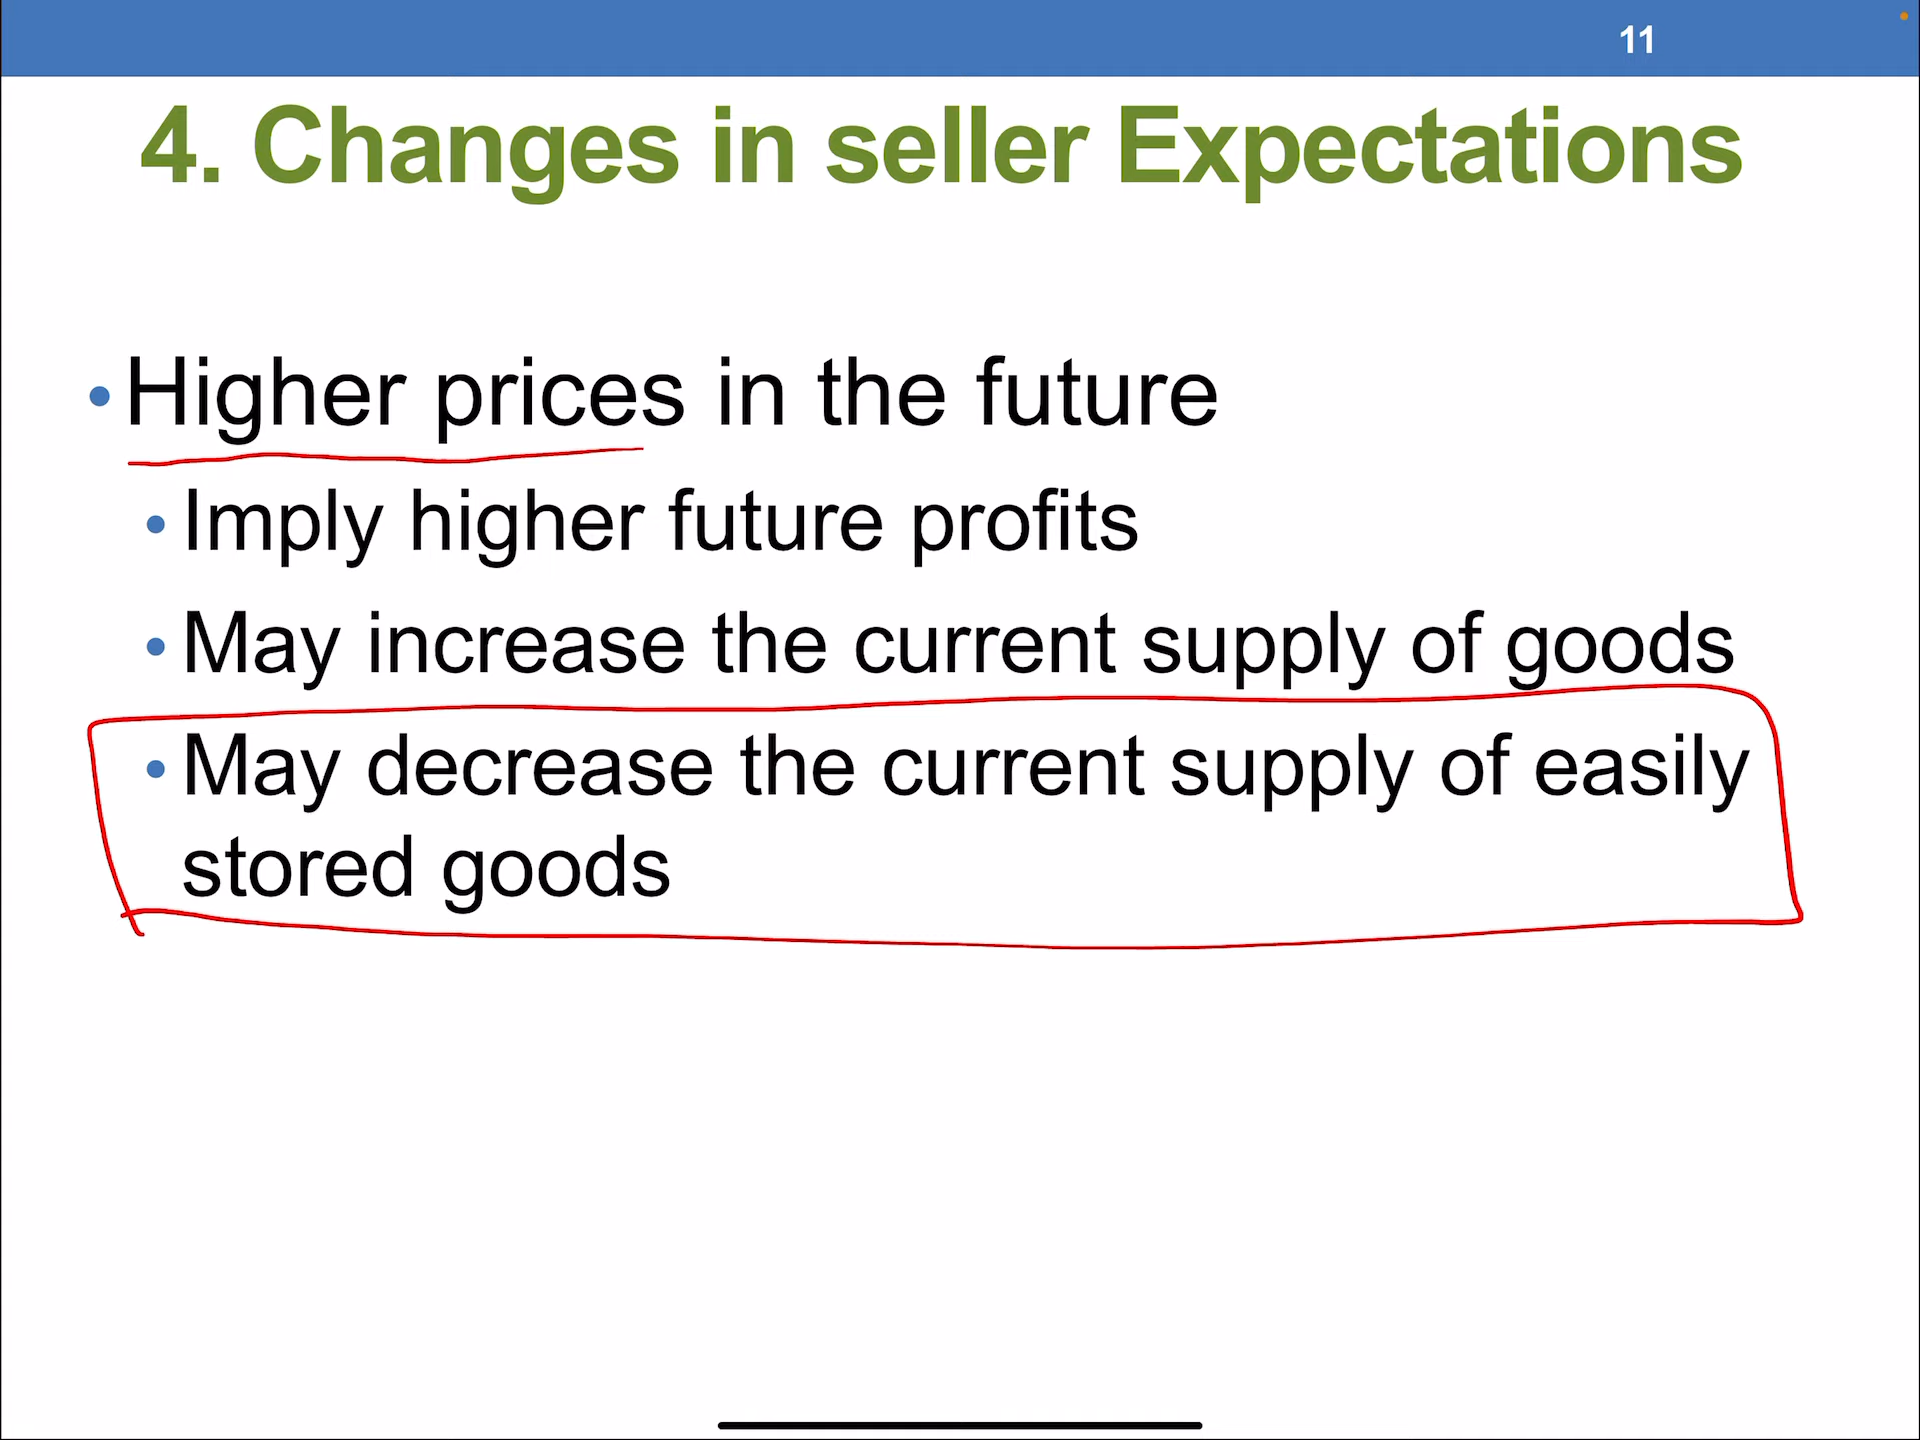 11
4. Changes in seller Expectations
• Higher prices in the future
• Imply higher future profits
• May increase the current supply of goods
• May decrease the current supply of easily
stored goods